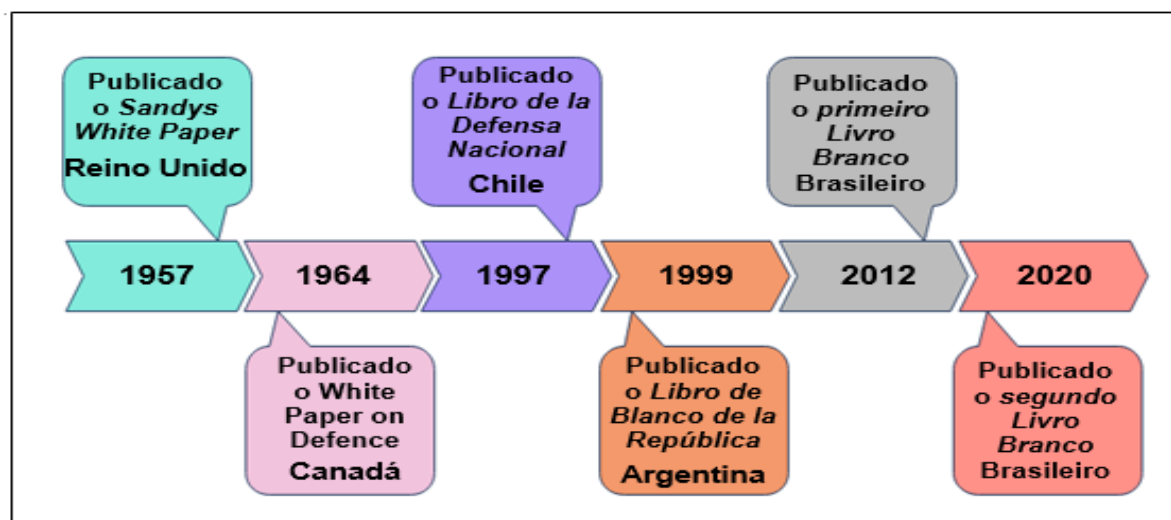 Publicado
o Sandys
White Paper
Reino Unido
Publicado
o Libro de la
Defensa
Nacional
Chile
Publicado
o primeiro
Livro
Branco
Brasileiro
1957
1964
1997
1999
2012
2020
Publicado
o White
Paper on
Defence
Canadá
Publicado
o Libro de
Blanco de la
República
Argentina
Publicado
o segundo
Livro
Branco
Brasileiro